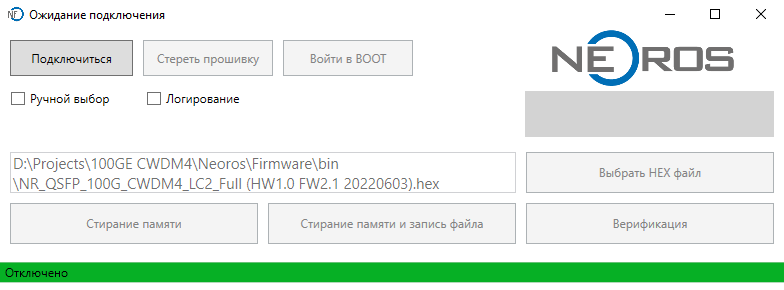 NE Ожидание подключения
Подключиться
Стереть прошивку
Войти в BOOT
NEOROS
Ручной выбор
Логирование
D:\Projects\100GE CWDM4\Neoros\Firmware\bin
\NR_QSFP_100G_CWDM4_LC2_Full (HW1.0 FW2.1 20220603).hex
Выбрать HEX файл
Стирание памяти
Стирание памяти и запись файла
Верификация
Отключено